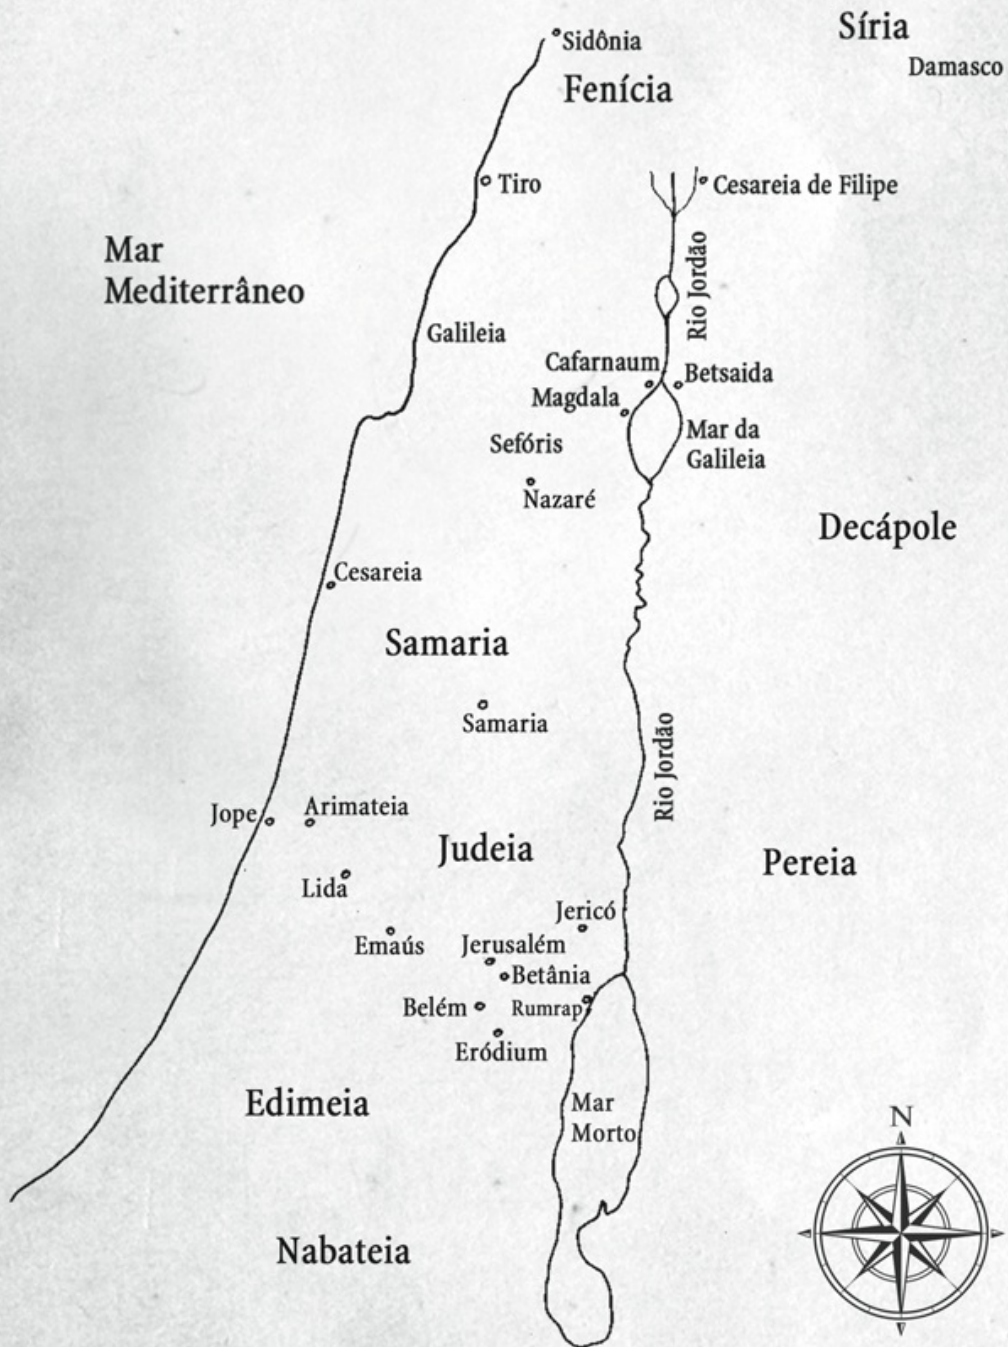 Síria
Sidônia
Damasco
Fenícia
Tiro
Cesareia de Filipe
Mar
Mediterrâneo
Rio Jordão
Galileia
Cafarnaum
Betsaida
Magdala
Mar da
Galileia
Sefóris
Nazaré
Decápole
Cesareia
Samaria
Samaria
Rio Jordão
Jope
Arimateia
Judeia
Pereia
Lida
Jericó
Emaús
Jerusalém
Betânia
Belém
Rumrap
Eródium
Edimeia
Mar
Morto
N
Nabateia